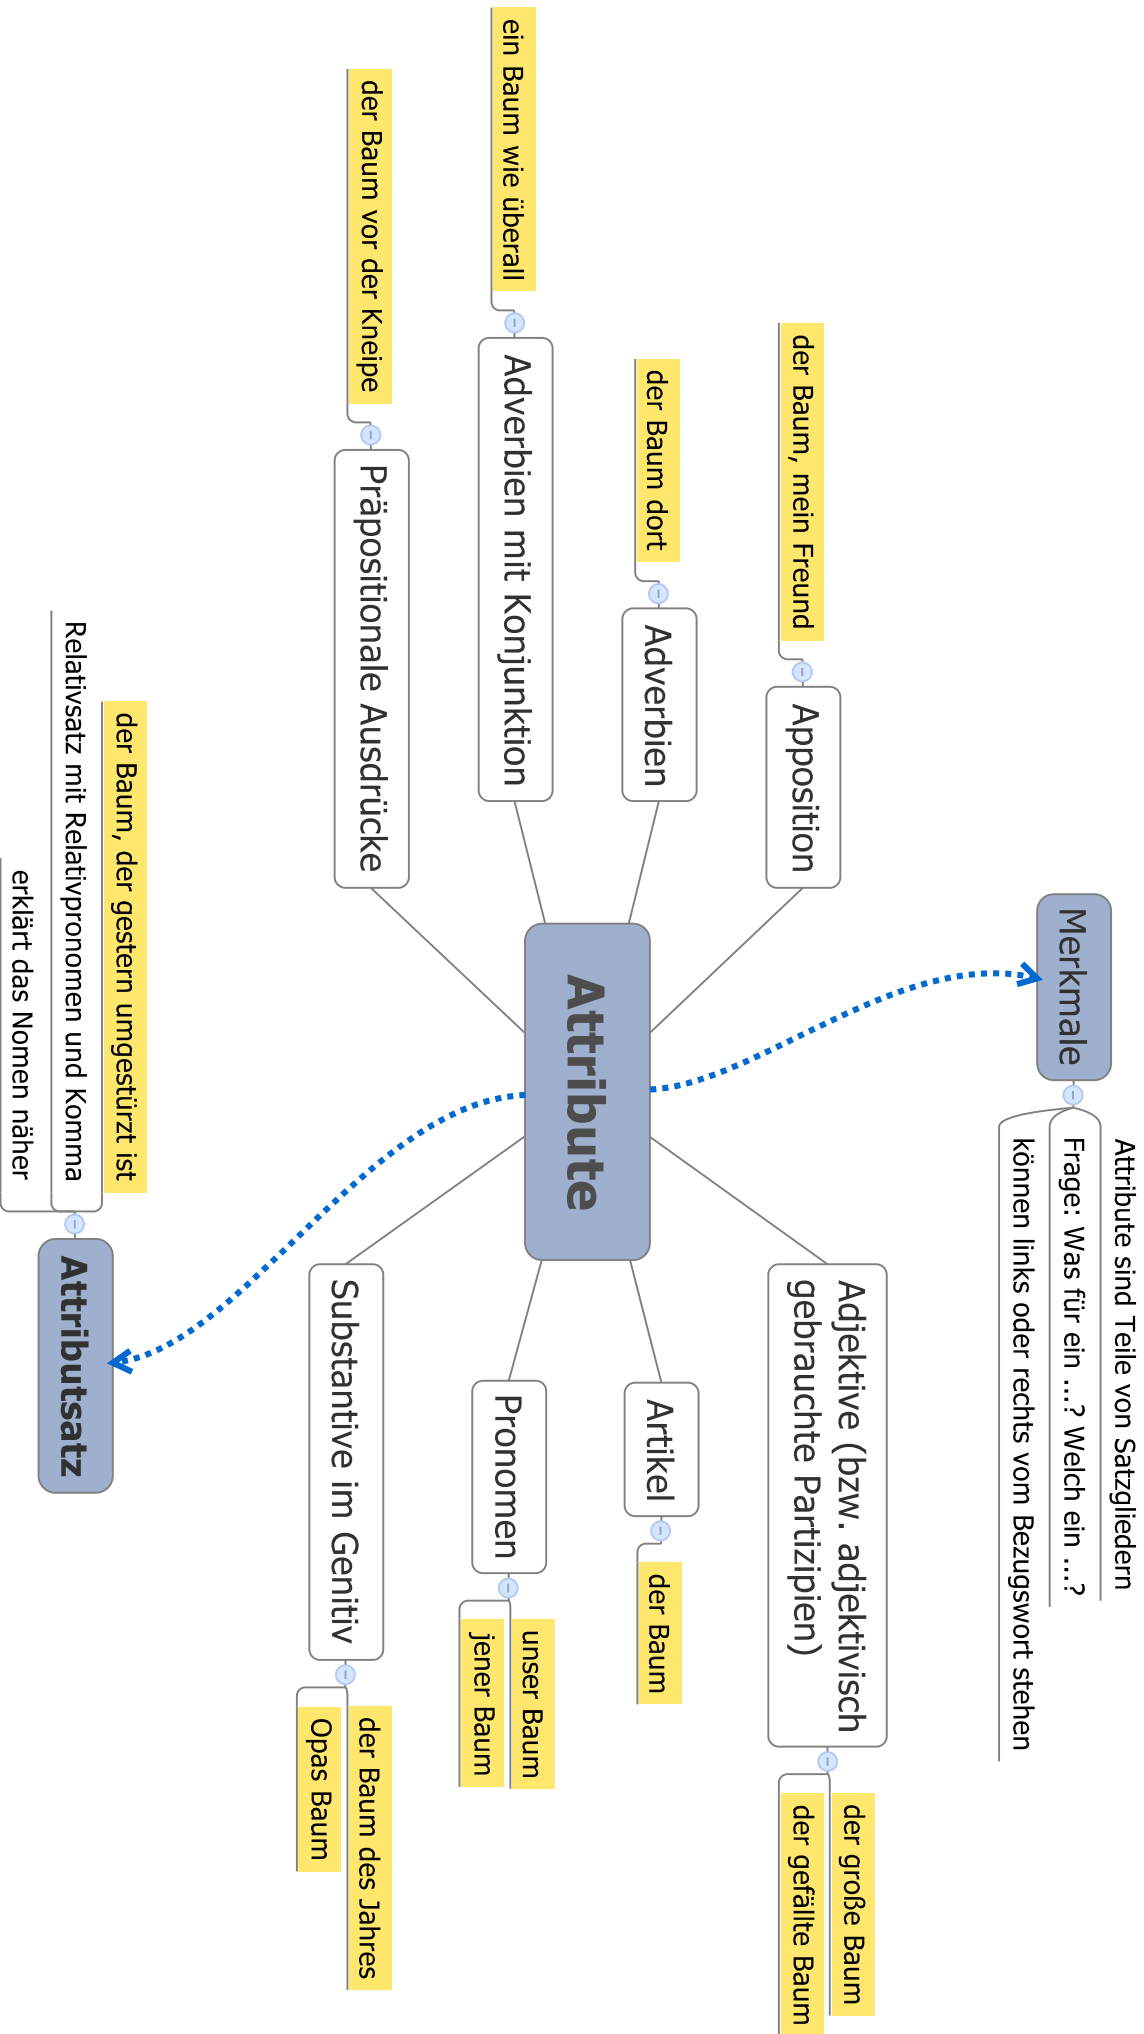 Merkmale
Attribute sind Teile von Satzgliedern
Frage: Was für ein ...? Welch ein ...?
können links oder rechts vom Bezugswort stehen
Attribute
Adjektive (bzw. adjektivisch
gebrauchte Partizipien)
der große Baum
der gefällte Baum
Artikel
der Baum
Pronomen
unser Baum
jener Baum
Substantive im Genitiv
der Baum des Jahres
Opas Baum
Apposition
der Baum, mein Freund
Adverbien
der Baum dort
Adverbien mit Konjunktion
ein Baum wie überall
Präpositionale Ausdrücke
der Baum vor der Kneipe
Attributsatz
der Baum, der gestern umgestürzt ist
Relativsatz mit Relativpronomen und Komma
erklärt das Nomen näher